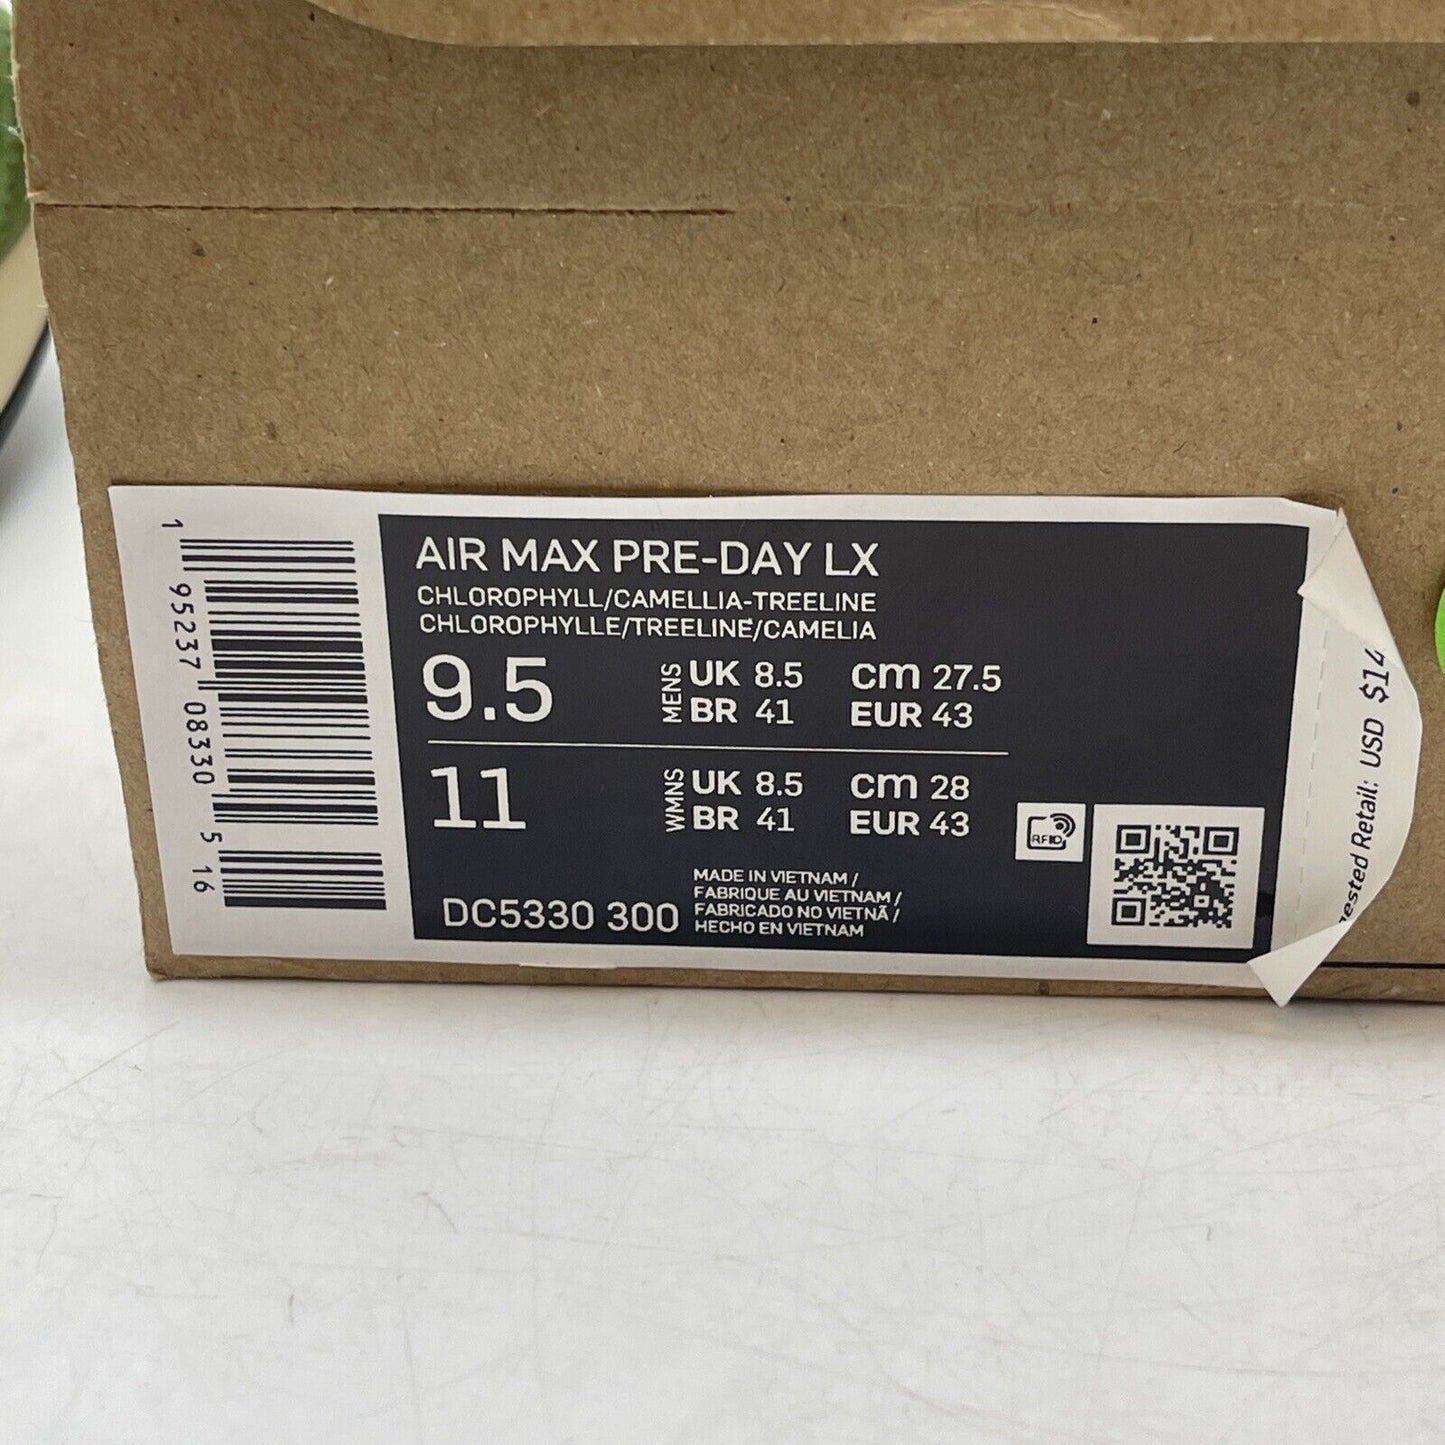 AIR MAX PRE-DAY LX
CHLOROPHYLL/CAMELLIA-TREELINE
CHLOROPHYLLE/TREELINE/CAMELIA
9.5 MENS UK 8.5 CM 27.5
BR 41 EUR 43
11 WMNS UK 8.5 CM 28
BR 41 EUR 43
RFID
DC5330 300
MADE IN VIETNAM /
FABRIQUE AU VIETNAM /
FABRICADO NO VIETNÃ /
HECHO EN VIETNAM
1 95237 08330 5 16
Retail: USD $14